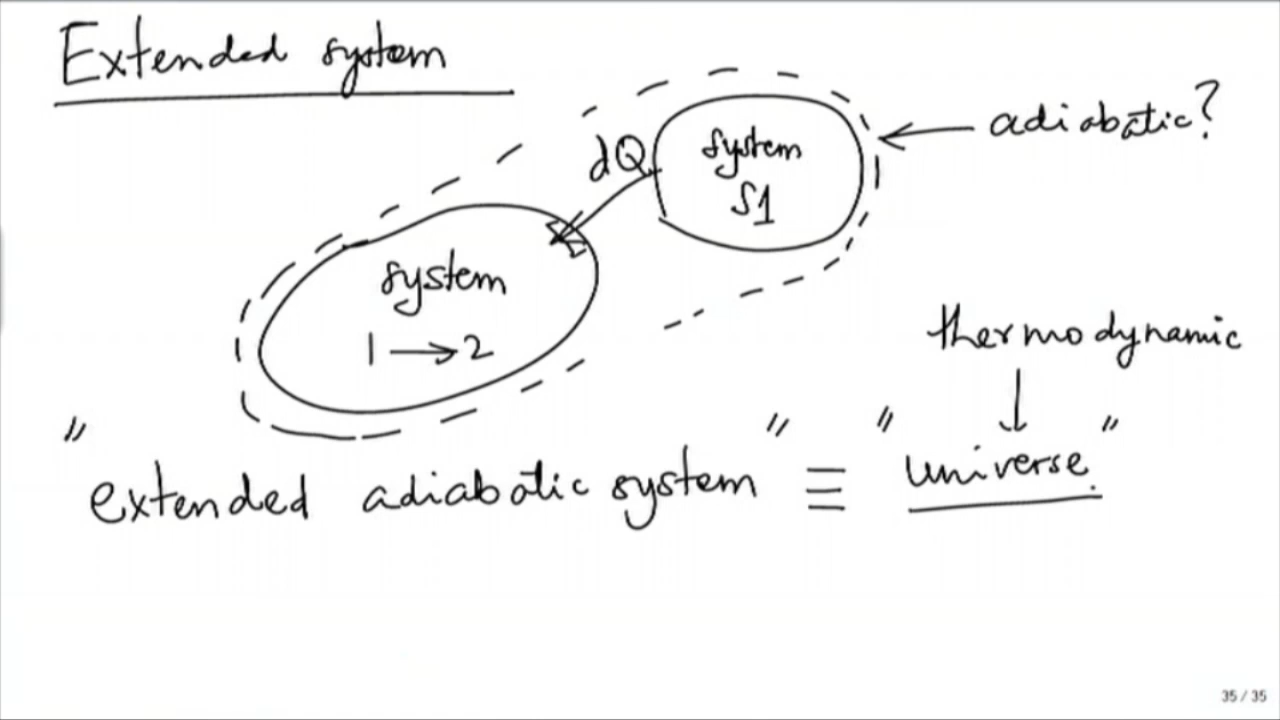 Extended system
dQ
system
S1
adiabatic?
system
1 → 2
thermodynamic
↓
"extended adiabatic system" ≡ "universe"
35 / 35